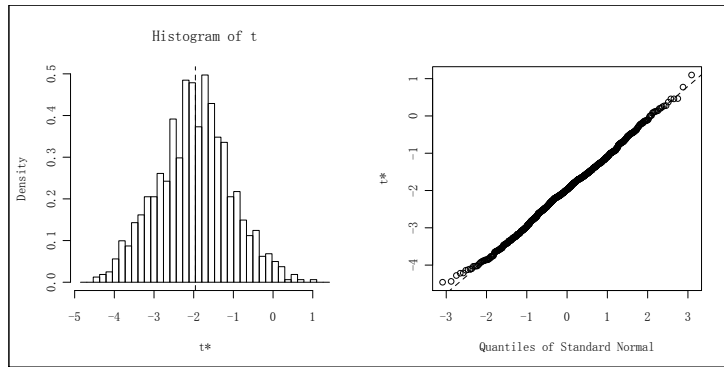 Histogram of t
Density
0.0 0.1 0.2 0.3 0.4 0.5
-5 -4 -3 -2 -1 0 1
t*
t*
-4 -3 -2 -1 0 1
-3 -2 -1 0 1 2 3
Quantiles of Standard Normal